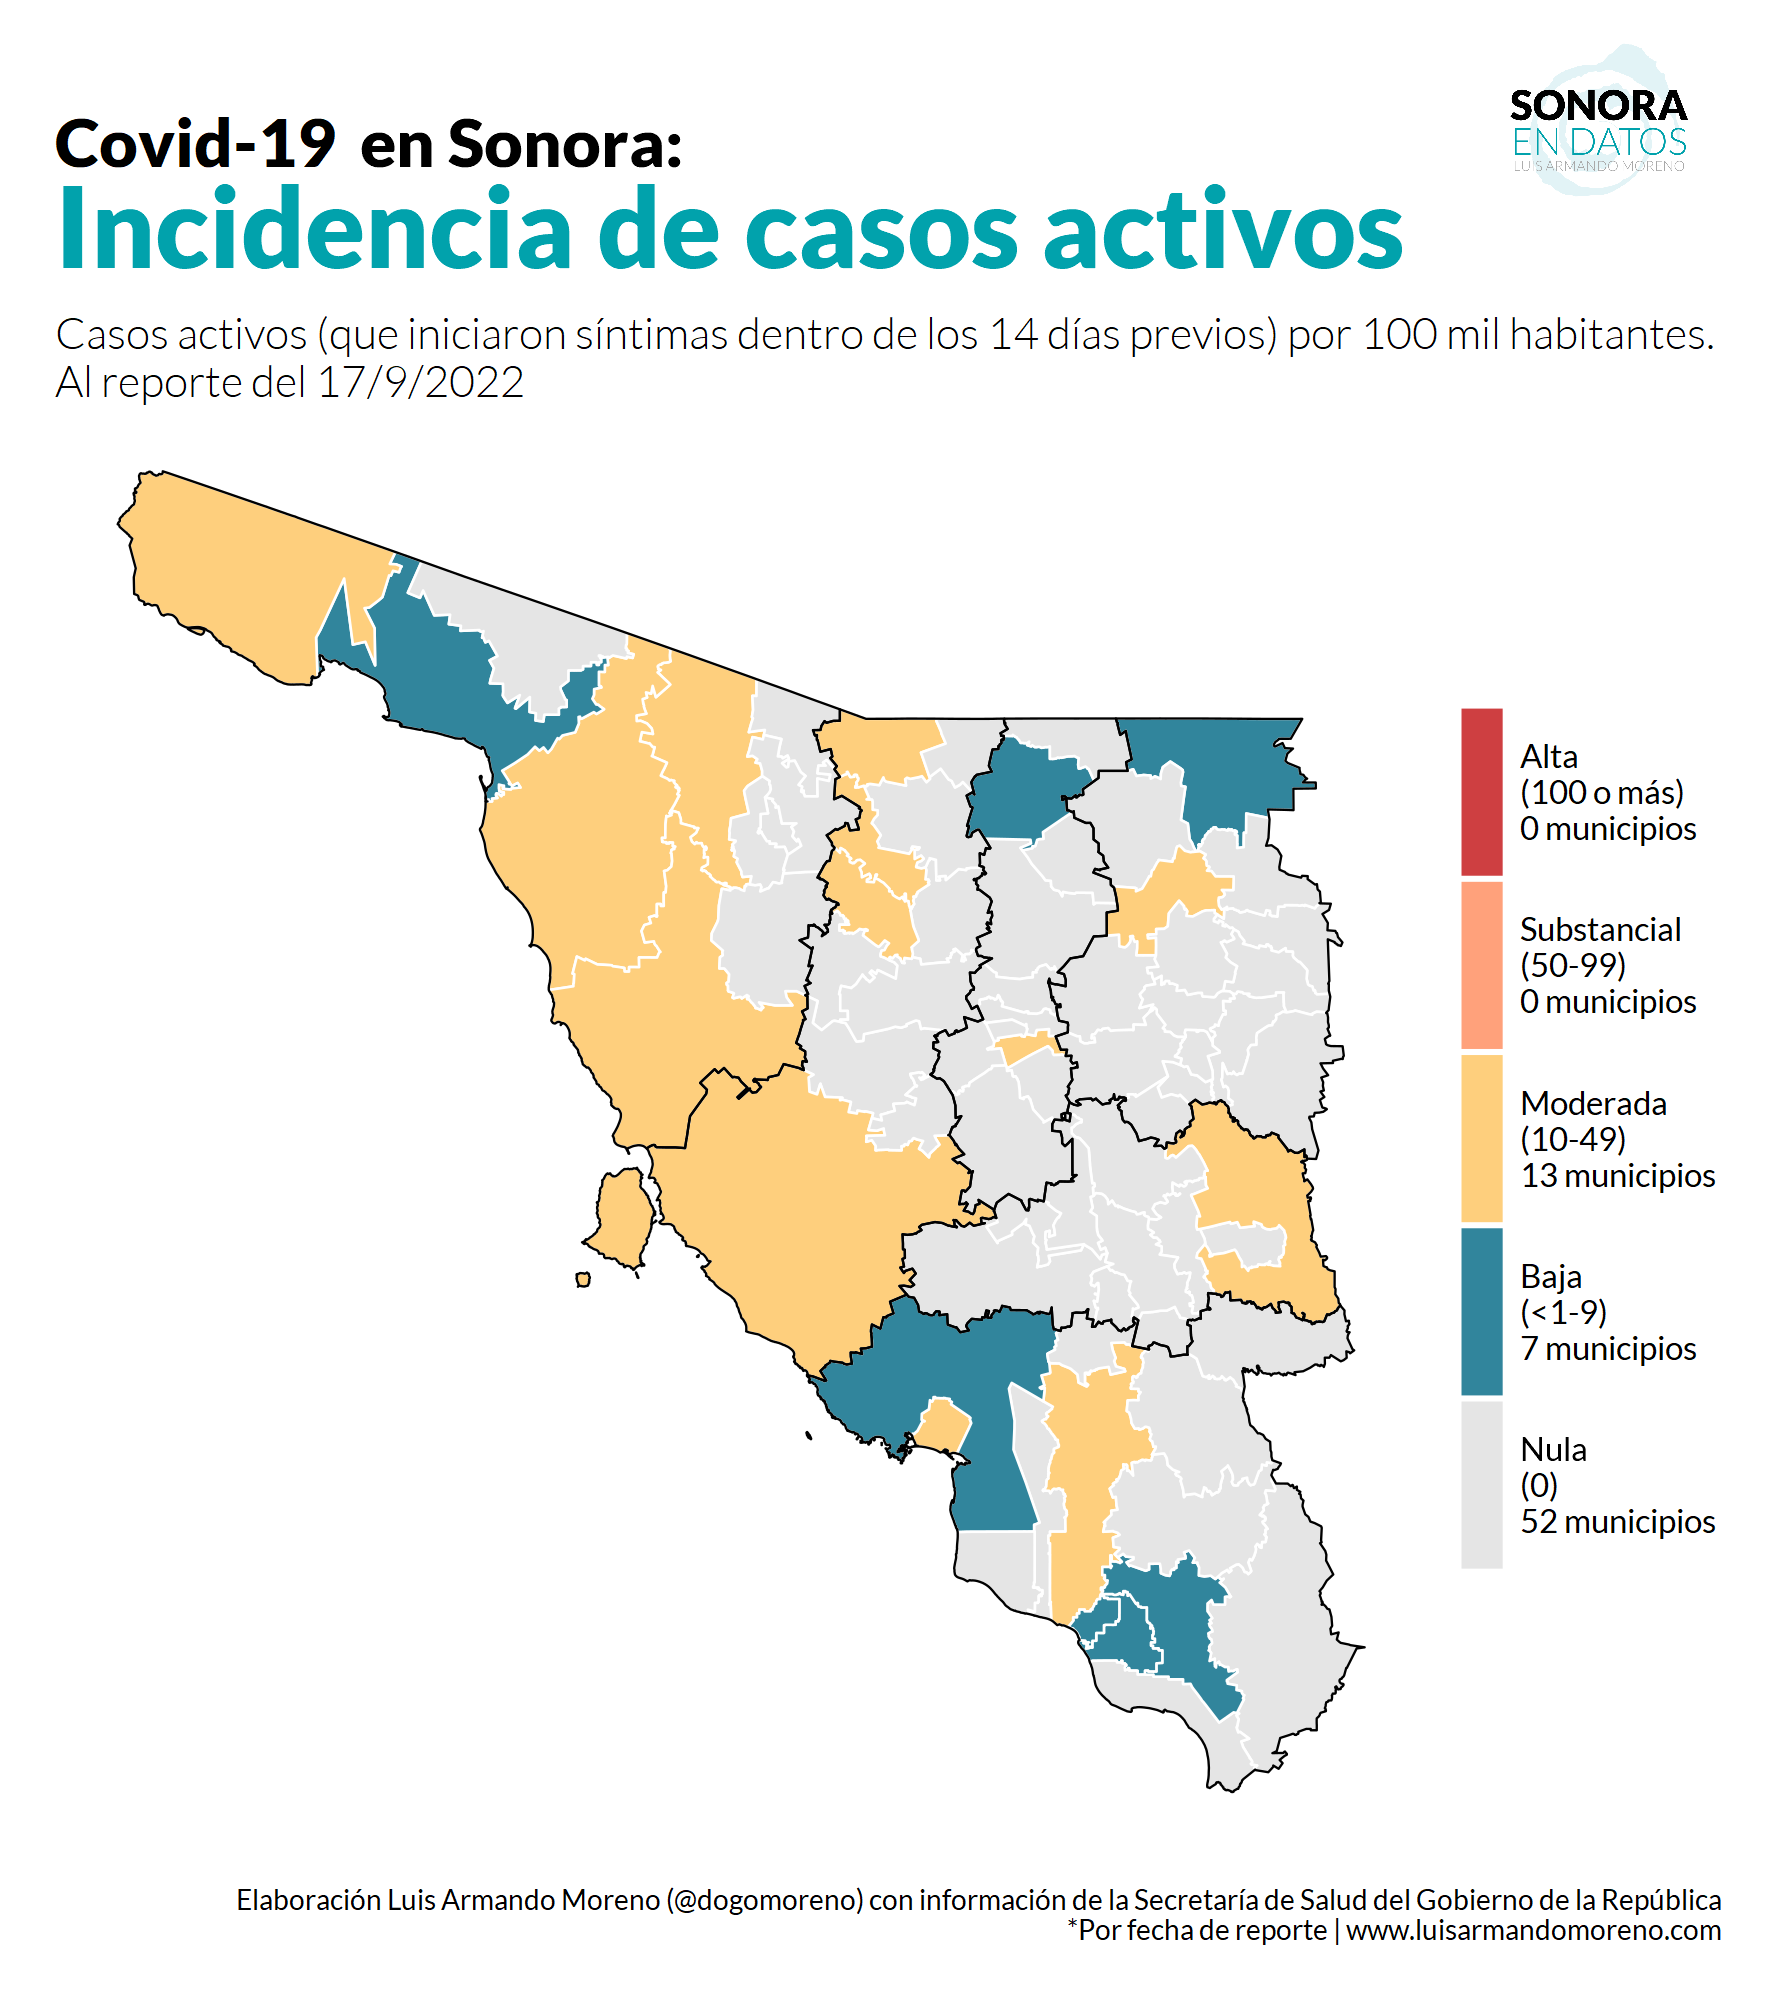 SONORA
EN DATOS
LUIS ARMANDO MORENO
Covid-19 en Sonora:
Incidencia de casos activos
Casos activos (que iniciaron síntimas dentro de los 14 días previos) por 100 mil habitantes.
Al reporte del 17/9/2022
Alta
(100 o más)
0 municipios
Substancial
(50-99)
0 municipios
Moderada
(10-49)
13 municipios
Baja
(<1-9)
7 municipios
Nula
(0)
52 municipios
Elaboración Luis Armando Moreno (@dogomoreno) con información de la Secretaría de Salud del Gobierno de la República
*Por fecha de reporte | www.luisarmandomoreno.com